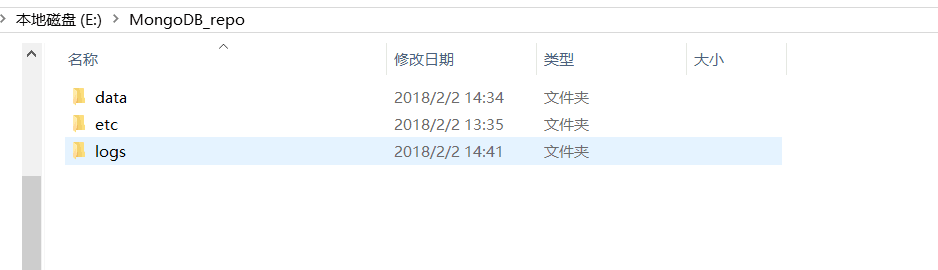 本地磁盘 (E:) > MongoDB_repo
名称 修改日期 类型 大小
data 2018/2/2 14:34 文件夹
etc 2018/2/2 13:35 文件夹
logs 2018/2/2 14:41 文件夹